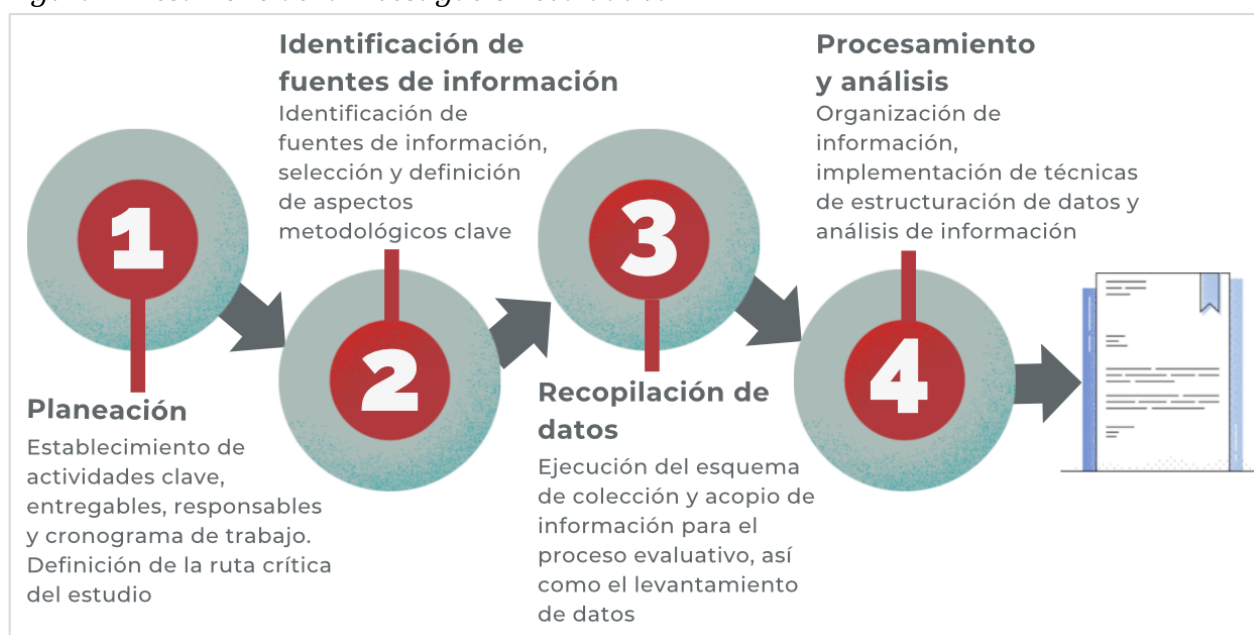 1
Planeación
Establecimiento de
actividades clave,
entregables, responsables
y cronograma de trabajo.
Definición de la ruta crítica
del estudio
Identificación de
fuentes de información
Identificación de
fuentes de información,
selección y definición
de aspectos
metodológicos clave
2
3
Recopilación de
datos
Ejecución del esquema
de colección y acopio de
información para el
proceso evaluativo, así
como el levantamiento
de datos
Procesamiento
y análisis
Organización de
información,
implementación de técnicas
de estructuración de datos y
análisis de información
4